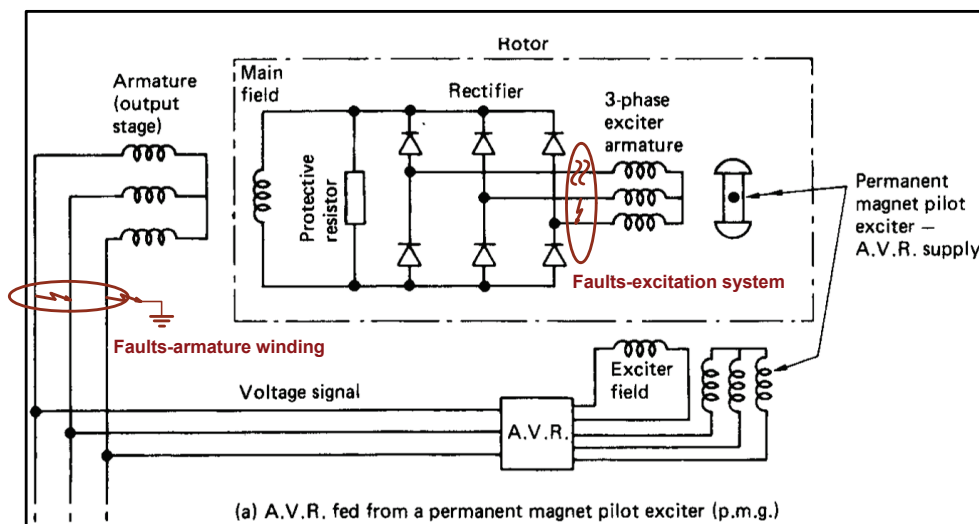 Rotor
Armature
(output
stage)
Main
field
Rectifier
3-phase
exciter
armature
Protective
resistor
Permanent
magnet pilot
exciter –
A.V.R. supply
Faults-excitation system
Faults-armature winding
Exciter
field
Voltage signal
A.V.R.
(a) A.V.R. fed from a permanent magnet pilot exciter (p.m.g.)